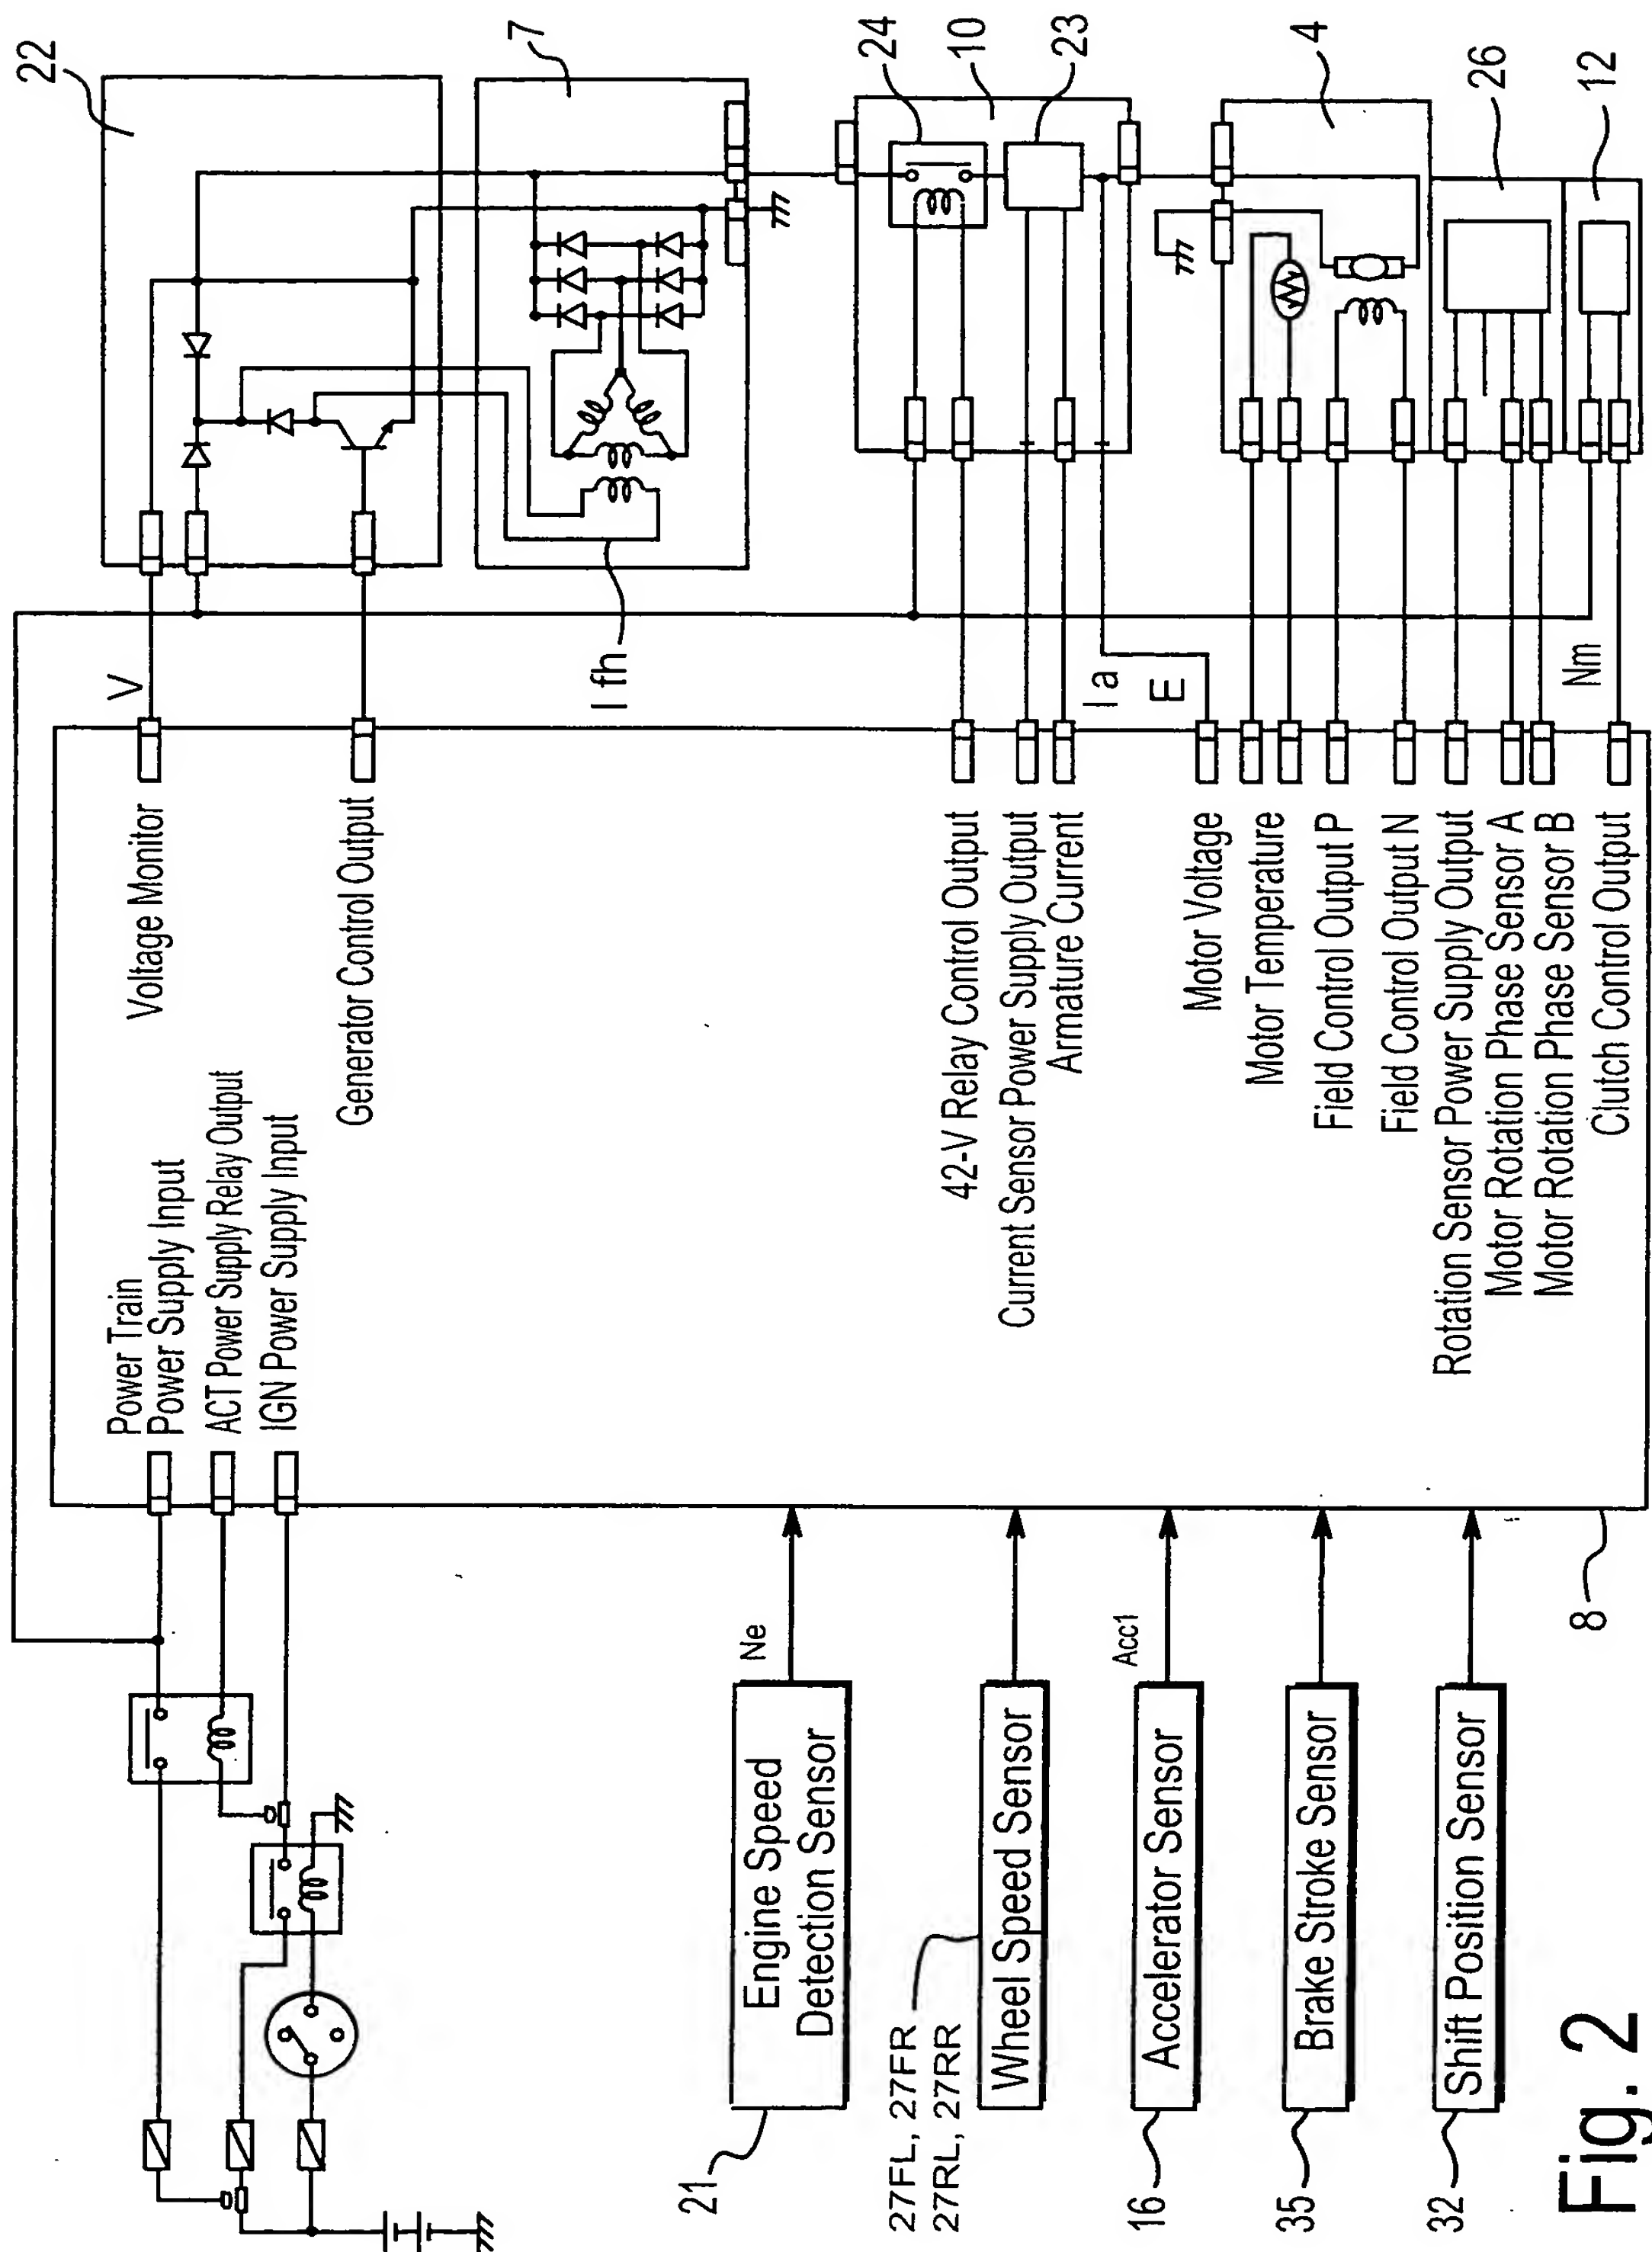 22
7
24
10
23
4
26
12
V
I fh
I a
E
Nm
Voltage Monitor
Generator Control Output
42-V Relay Control Output
Current Sensor Power Supply Output
Armature Current
Motor Voltage
Motor Temperature
Field Control Output P
Field Control Output N
Rotation Sensor Power Supply Output
Motor Rotation Phase Sensor A
Motor Rotation Phase Sensor B
Clutch Control Output
Power Train
Power Supply Input
ACT Power Supply Relay Output
IGN Power Supply Input
8
Ne
Acc1
Engine Speed
Detection Sensor
Wheel Speed Sensor
Accelerator Sensor
Brake Stroke Sensor
Shift Position Sensor
21
27FL, 27FR
27RL, 27RR
16
35
32
Fig. 2